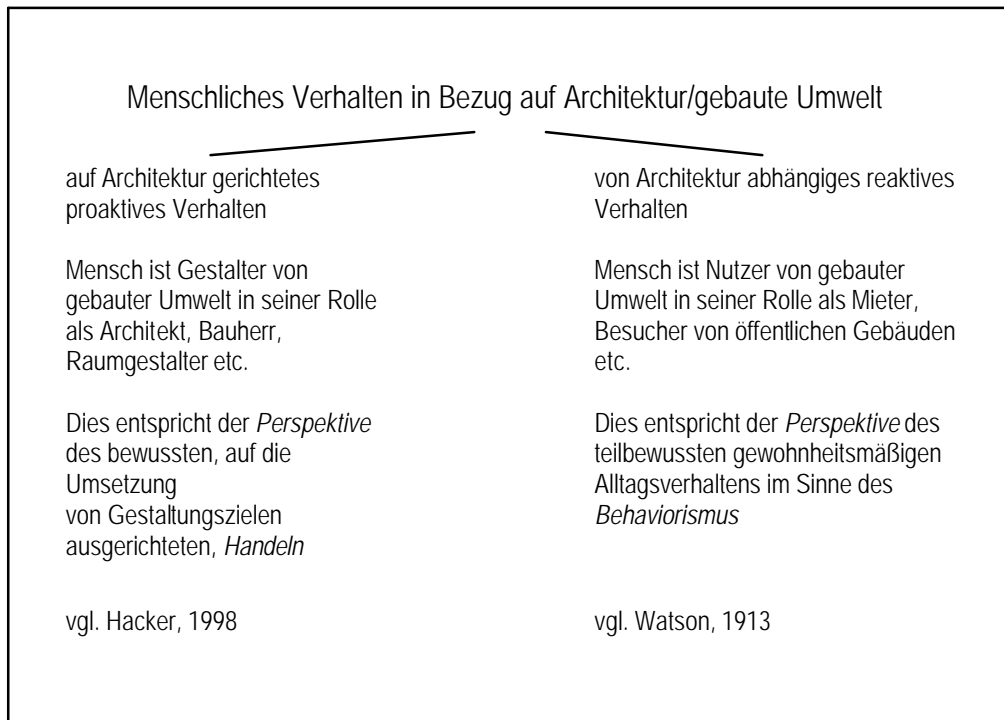 Menschliches Verhalten in Bezug auf Architektur/gebaute Umwelt
auf Architektur gerichtetes
proaktives Verhalten
Mensch ist Gestalter von
gebauter Umwelt in seiner Rolle
als Architekt, Bauherr,
Raumgestalter etc.
Dies entspricht der Perspektive
des bewussten, auf die
Umsetzung
von Gestaltungszielen
ausgerichteten, Handeln
vgl. Hacker, 1998
von Architektur abhängiges reaktives
Verhalten
Mensch ist Nutzer von gebauter
Umwelt in seiner Rolle als Mieter,
Besucher von öffentlichen Gebäuden
etc.
Dies entspricht der Perspektive des
teilbewussten gewohnheitsmäßigen
Alltagsverhaltens im Sinne des
Behaviorismus
vgl. Watson, 1913